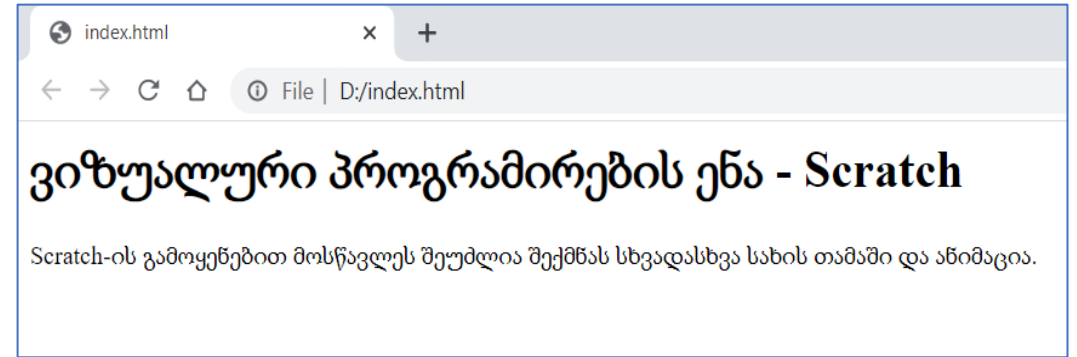 index.html
File | D:/index.html
ვიზუალური პროგრამირების ენა - Scratch
Scratch-ის გამოყენებით მოსწავლეს შეუძლია შექმნას სხვადასხვა სახის თამაში და ანიმაცია.